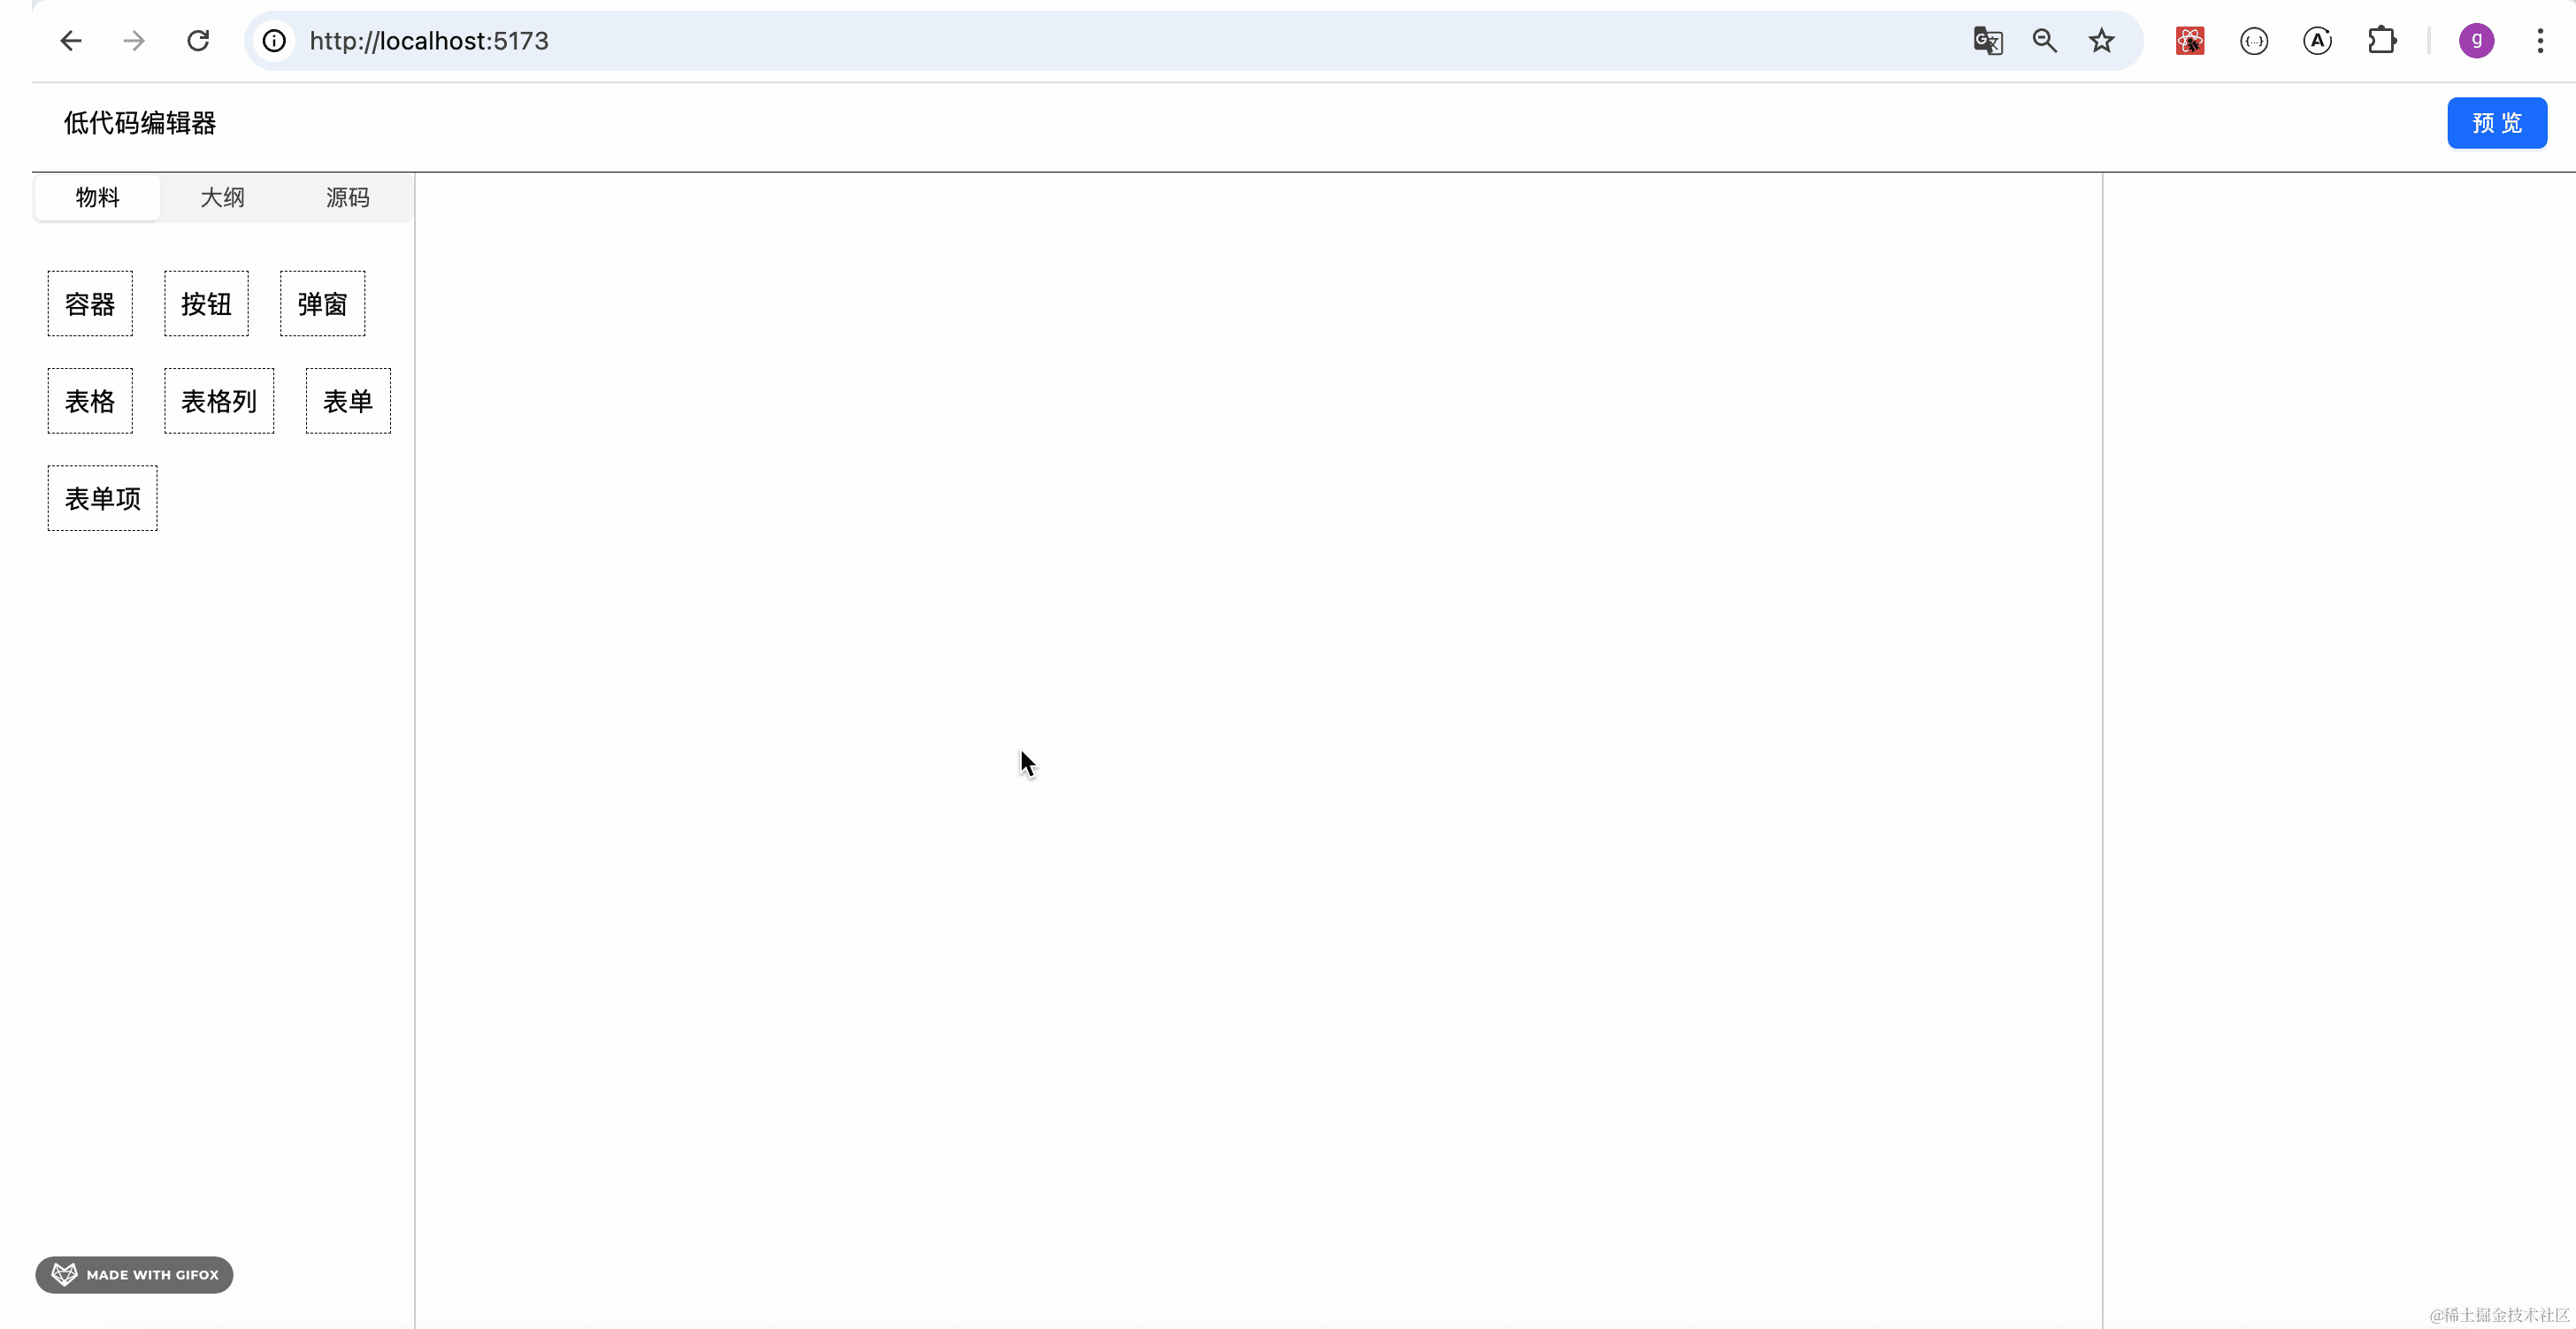 http://localhost:5173
g
低代码编辑器
预 览
物料 大纲 源码
容器 按钮 弹窗
表格 表格列 表单
表单项
MADE WITH GIFOX
@稀土掘金技术社区